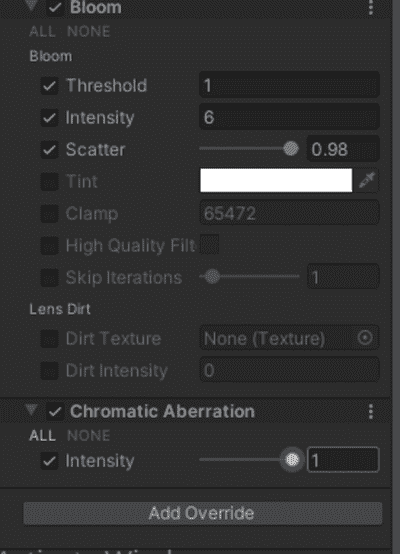 Bloom
ALL NONE
Bloom
Threshold 1
Intensity 6
Scatter 0.98
Tint
Clamp 65472
High Quality Filt
Skip Iterations 1
Lens Dirt
Dirt Texture None (Texture)
Dirt Intensity 0
Chromatic Aberration
ALL NONE
Intensity 1
Add Override